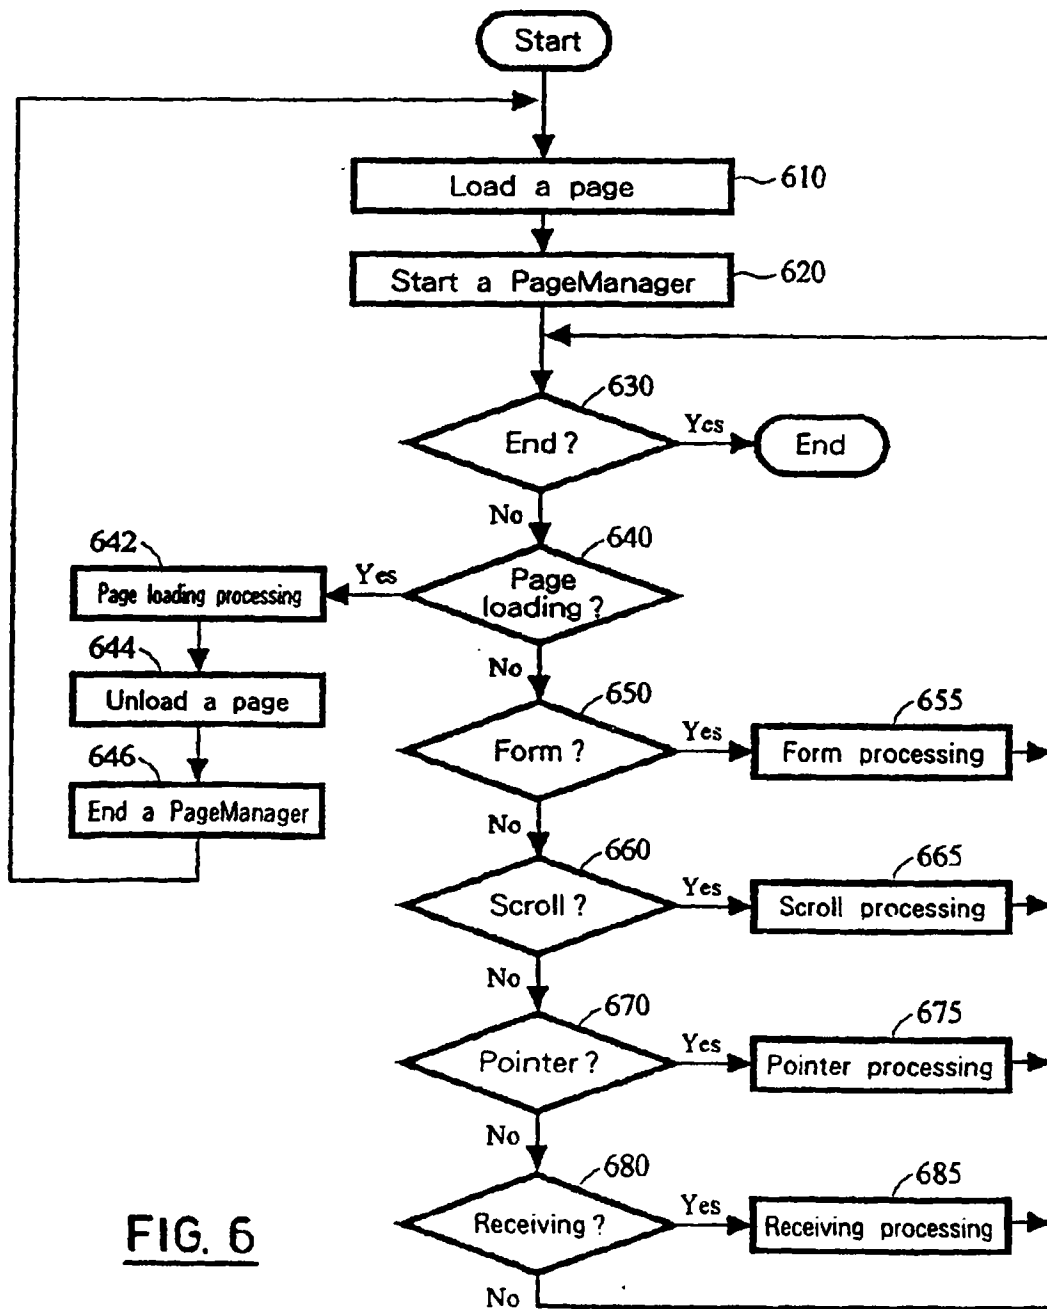 Start
Load a page
610
Start a PageManager
620
630
End ?
Yes
End
No
640
642
Page
loading ?
Yes
Page loading processing
No
644
Unload a page
650
655
Form ?
Yes
Form processing
646
End a PageManager
No
660
665
Scroll ?
Yes
Scroll processing
No
670
675
Pointer ?
Yes
Pointer processing
No
680
685
Receiving ?
Yes
Receiving processing
No
FIG. 6